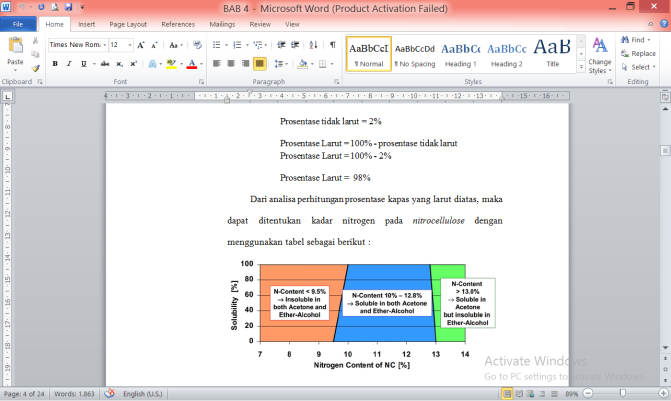 BAB 4 - Microsoft Word (Product Activation Failed)
File Home Insert Page Layout References Mailings Review View
Times New Rom 12
Paste
B I U abc
AaBbCcI AaBbCcDd AaBbC AaBbCc AaB
¶ Normal ¶ No Spacing Heading 1 Heading 2 Title
Change
Styles
Find
Replace
Select
Clipboard Font Paragraph Styles Editing
Prosentase tidak larut = 2%
Prosentase Larut = 100% - prosentase tidak larut
Prosentase Larut = 100% - 2%
Prosentase Larut = 98%
Dari analisa perhitungan prosentase kapas yang larut diatas, maka
dapat ditentukan kadar nitrogen pada nitrocellulose dengan
menggunakan tabel sebagai berikut :
Solubility [%]
100
80
60
40
20
0
N-Content < 9.5%
→ Insoluble in
both Acetone and
Ether-Alcohol
N-Content 10% – 12.8%
→ Soluble in both Acetone
and Ether-Alcohol
N-Content
> 13.0%
→ Soluble in
Acetone
but insoluble in
Ether-Alcohol
7 8 9 10 11 12 13 14
Nitrogen Content of NC [%]
Activate Windows
Go to PC settings to activate Windows.
Page: 4 of 24 Words: 1.863 English (U.S.) 89%